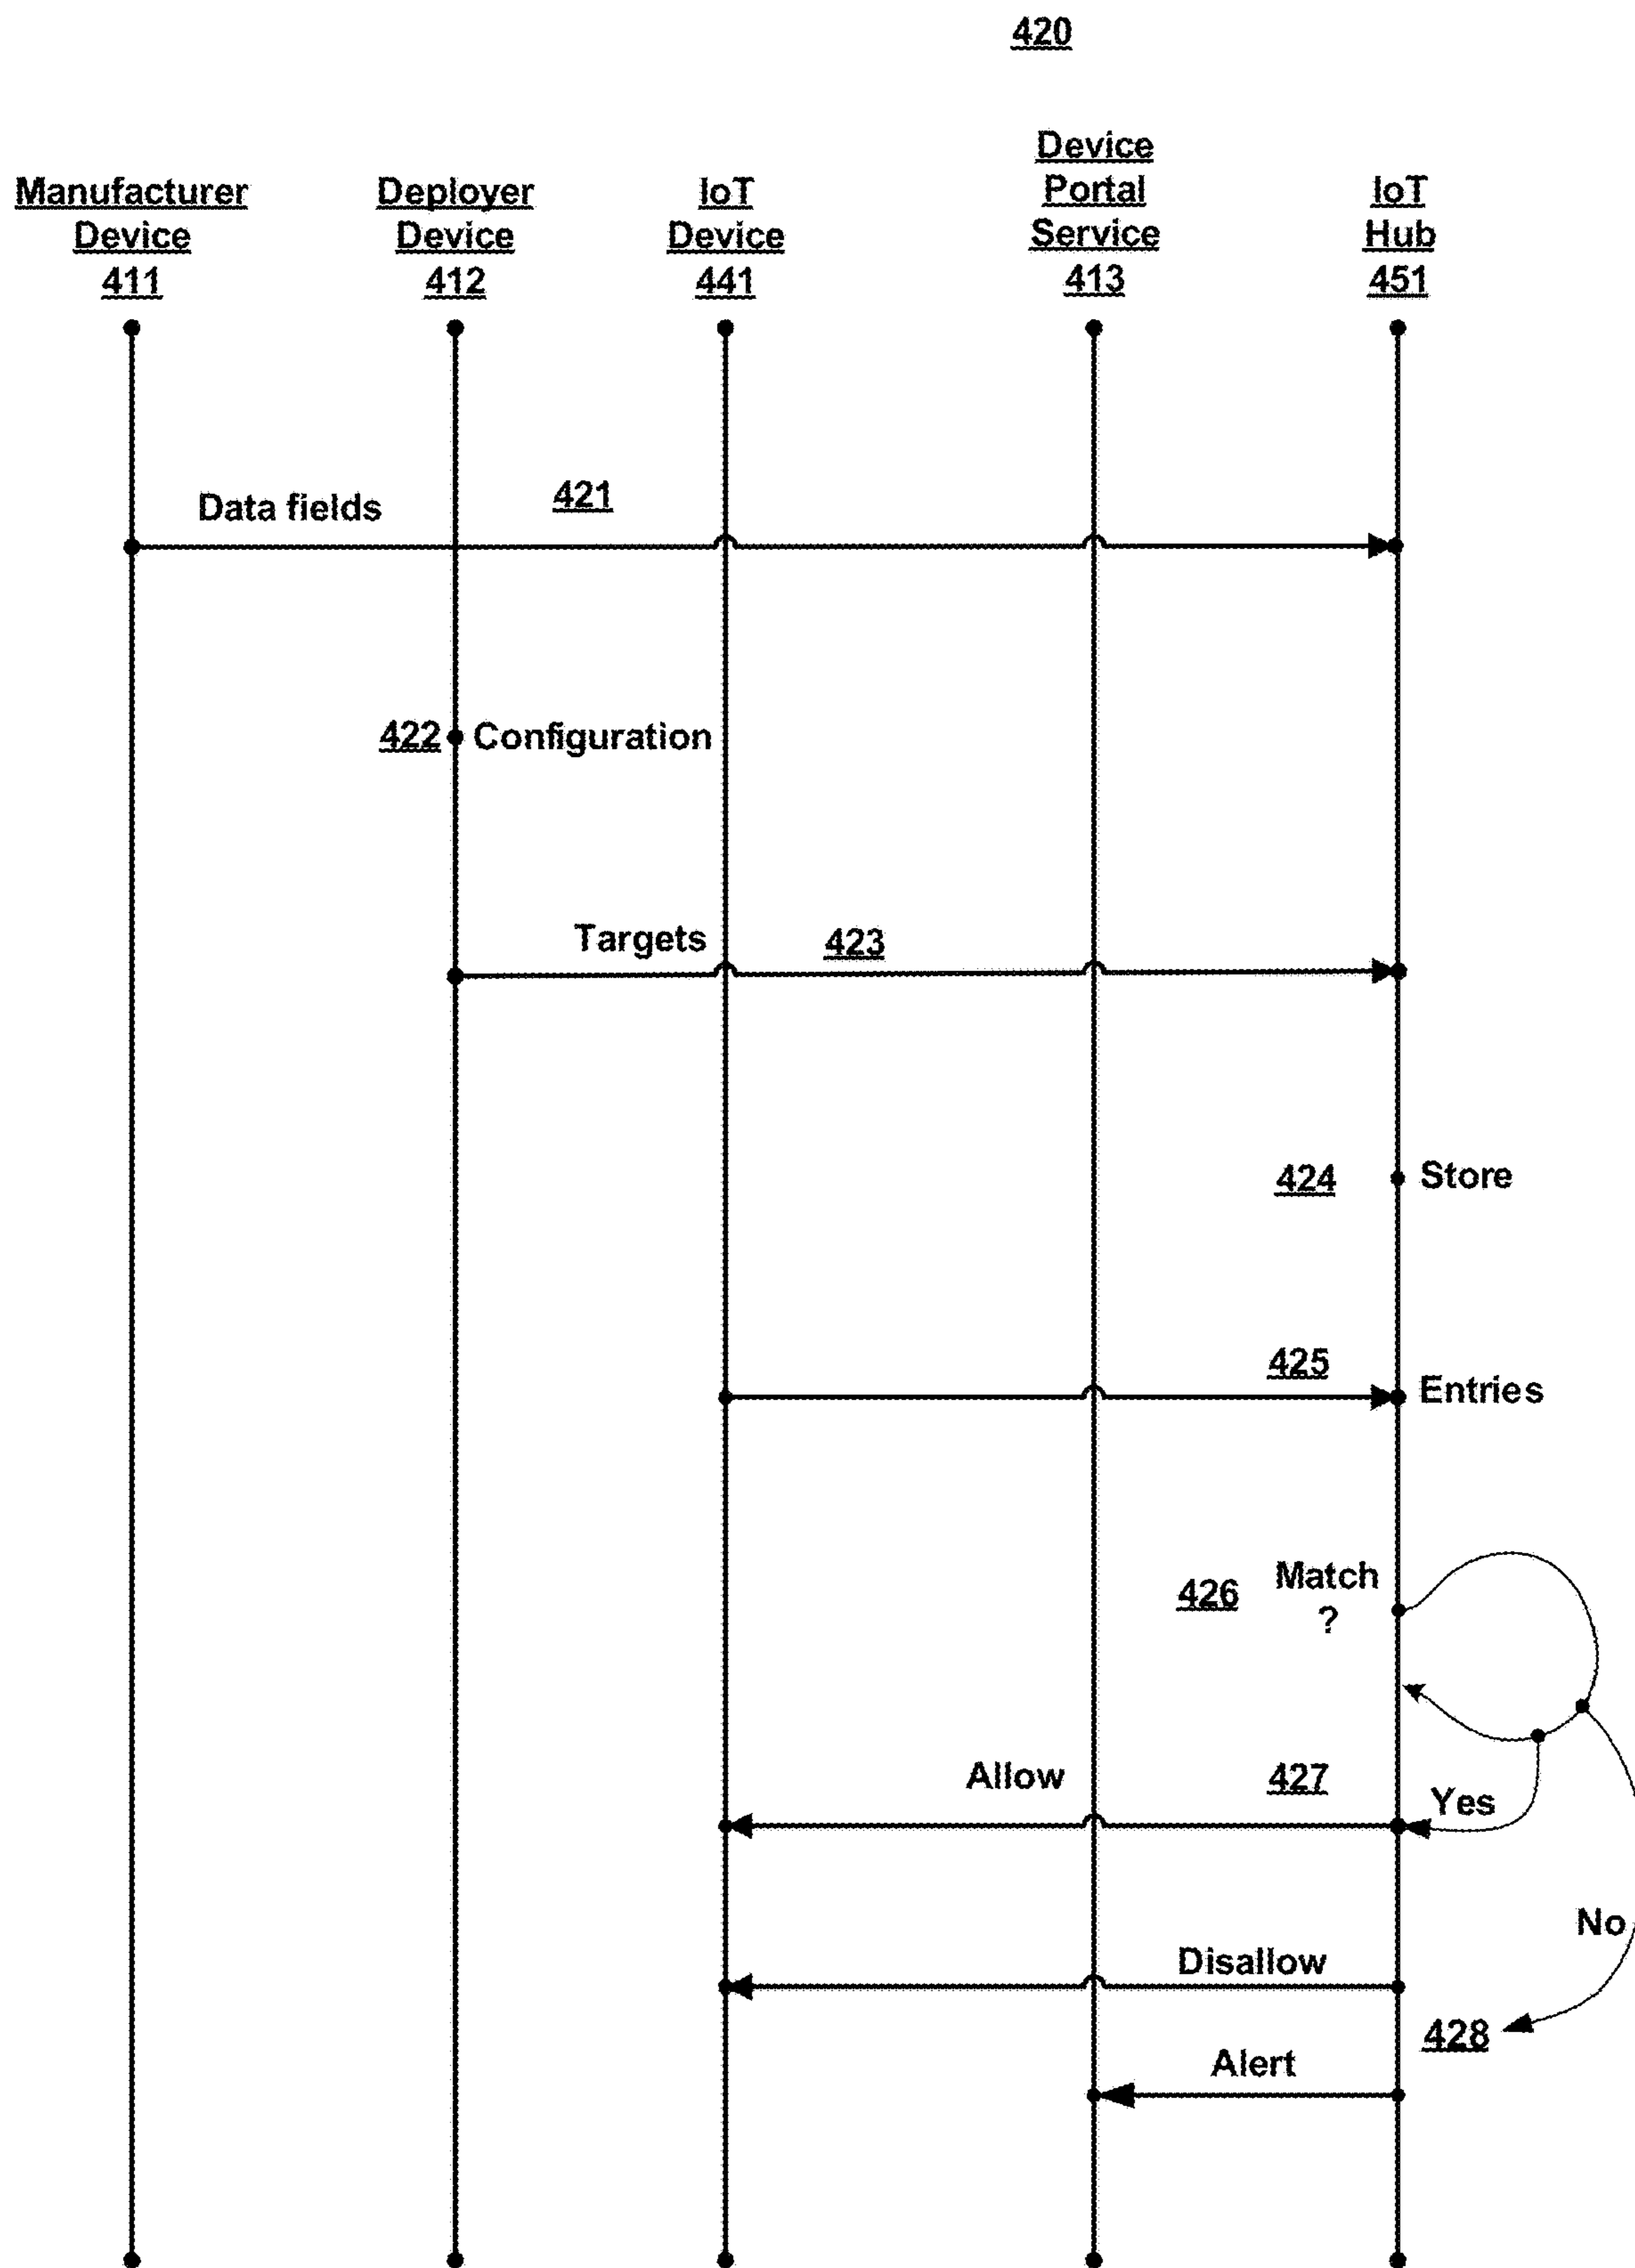 420
Manufacturer
Device
411
Deployer
Device
412
IoT
Device
441
Device
Portal
Service
413
IoT
Hub
451
Data fields
421
422
Configuration
Targets
423
424
Store
425
Entries
426
Match
?
Allow
427
Yes
No
Disallow
428
Alert